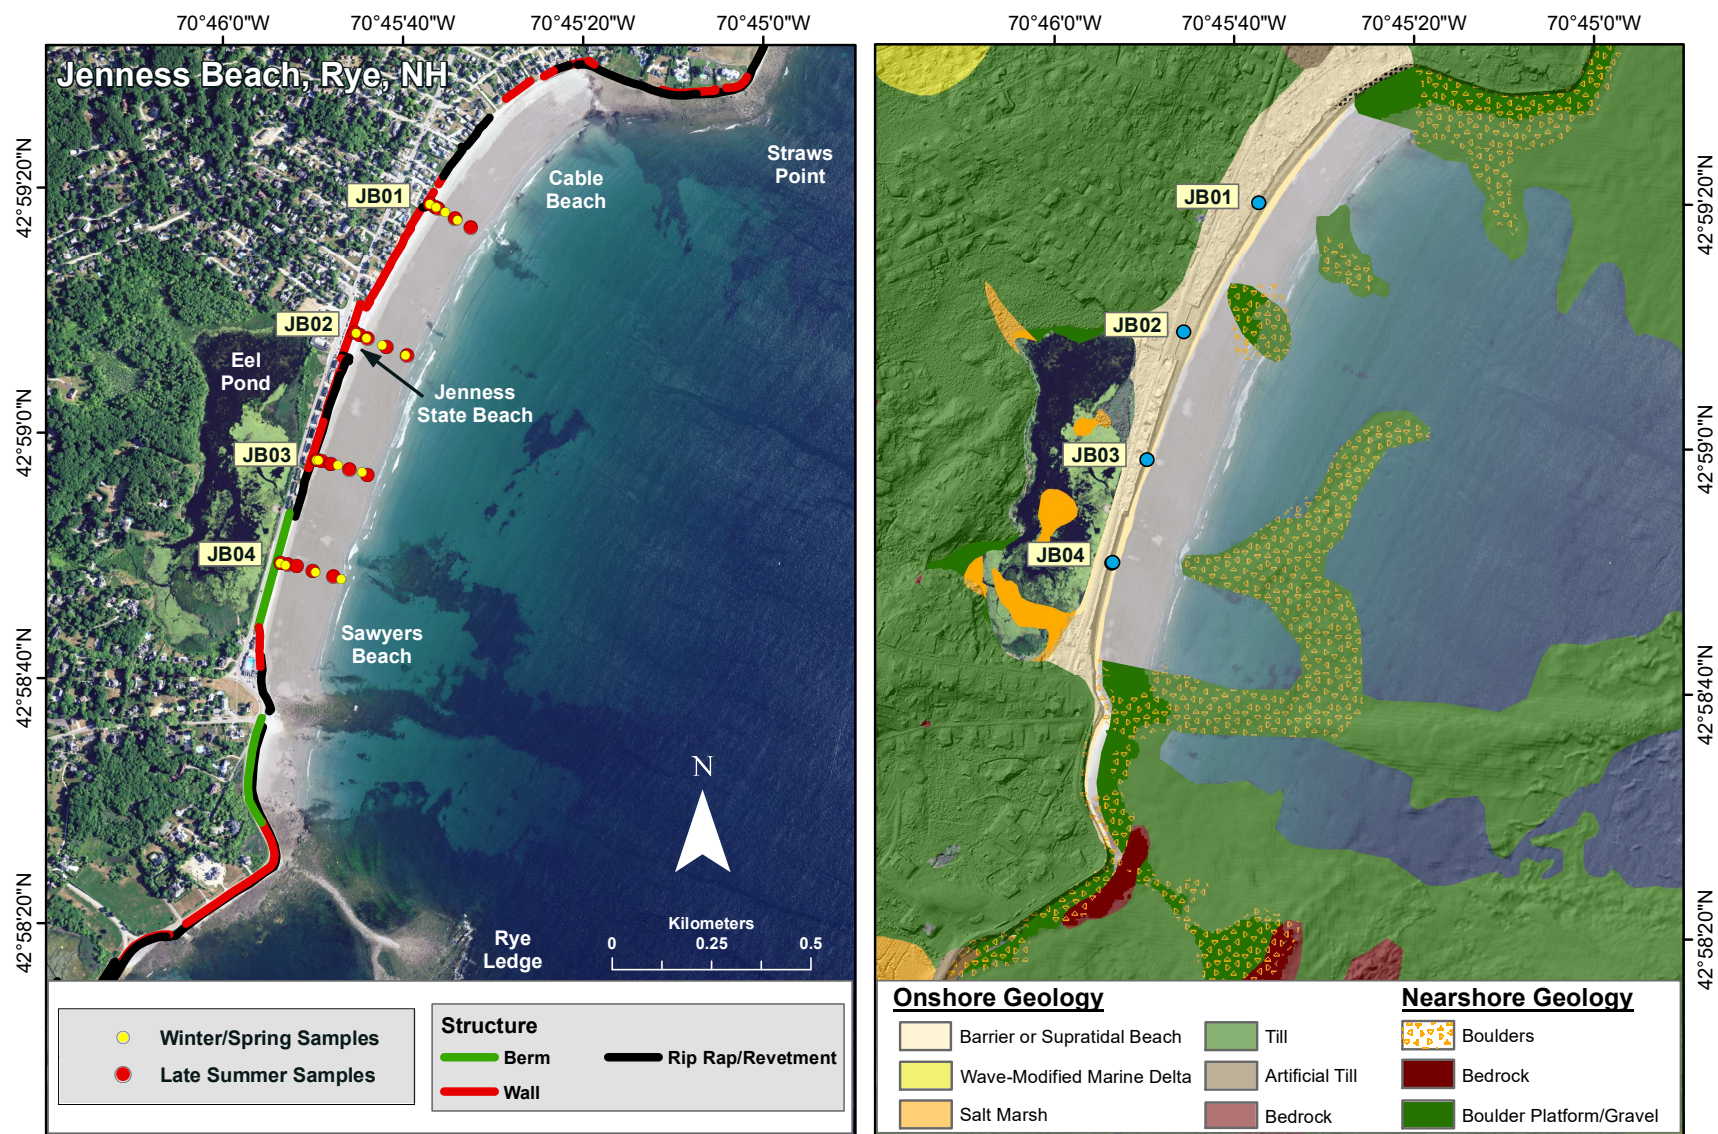 70°46'0"W 70°45'40"W 70°45'20"W 70°45'0"W
70°46'0"W 70°45'40"W 70°45'20"W 70°45'0"W
Jenness Beach, Rye, NH
42°59'20"N
42°59'0"N
42°58'40"N
42°58'20"N
Straws
Point
Cable
Beach
JB01
JB02
Eel
Pond
Jenness
State Beach
JB03
JB04
Sawyers
Beach
N
Kilometers
0 0.25 0.5
Rye
Ledge
Winter/Spring Samples
Late Summer Samples
Structure
Berm
Rip Rap/Revetment
Wall
JB01
JB02
JB03
JB04
42°59'20"N
42°59'0"N
42°58'40"N
42°58'20"N
Onshore Geology
Barrier or Supratidal Beach
Wave-Modified Marine Delta
Salt Marsh
Till
Artificial Till
Bedrock
Nearshore Geology
Boulders
Bedrock
Boulder Platform/Gravel